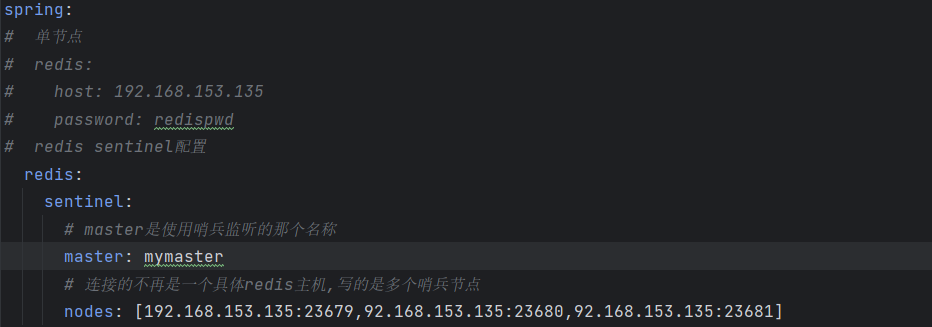 spring:
#  单节点
#  redis:
#    host: 192.168.153.135
#    password: redispwd
#  redis sentinel配置
  redis:
    sentinel:
      # master是使用哨兵监听的那个名称
      master: mymaster
      # 连接的不再是一个具体redis主机,写的是多个哨兵节点
      nodes: [192.168.153.135:23679,92.168.153.135:23680,92.168.153.135:23681]